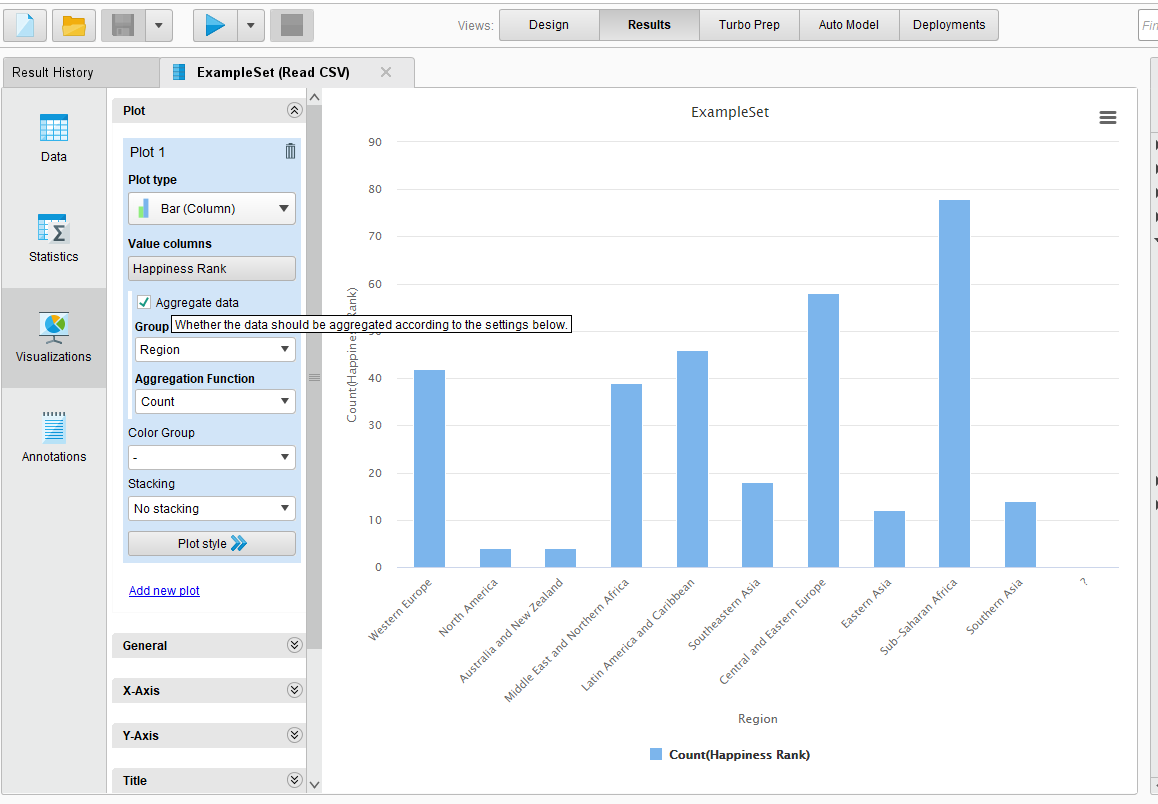 Views:
Design
Results
Turbo Prep
Auto Model
Deployments
Fin
Result History
ExampleSet (Read CSV)
Data
Statistics
Visualizations
Annotations
Plot
Plot 1
Plot type
Bar (Column)
Value columns
Happiness Rank
Aggregate data
Whether the data should be aggregated according to the settings below.
Group
Region
Aggregation Function
Count
Color Group
-
Stacking
No stacking
Plot style
Add new plot
General
X-Axis
Y-Axis
Title
ExampleSet
90
80
70
60
40
30
20
10
0
Count(Happiness Rank)
Western Europe
North America
Australia and New Zealand
Middle East and Northern Africa
Latin America and Caribbean
Southeastern Asia
Central and Eastern Europe
Eastern Asia
Sub-Saharan Africa
Southern Asia
?
Region
Count(Happiness Rank)